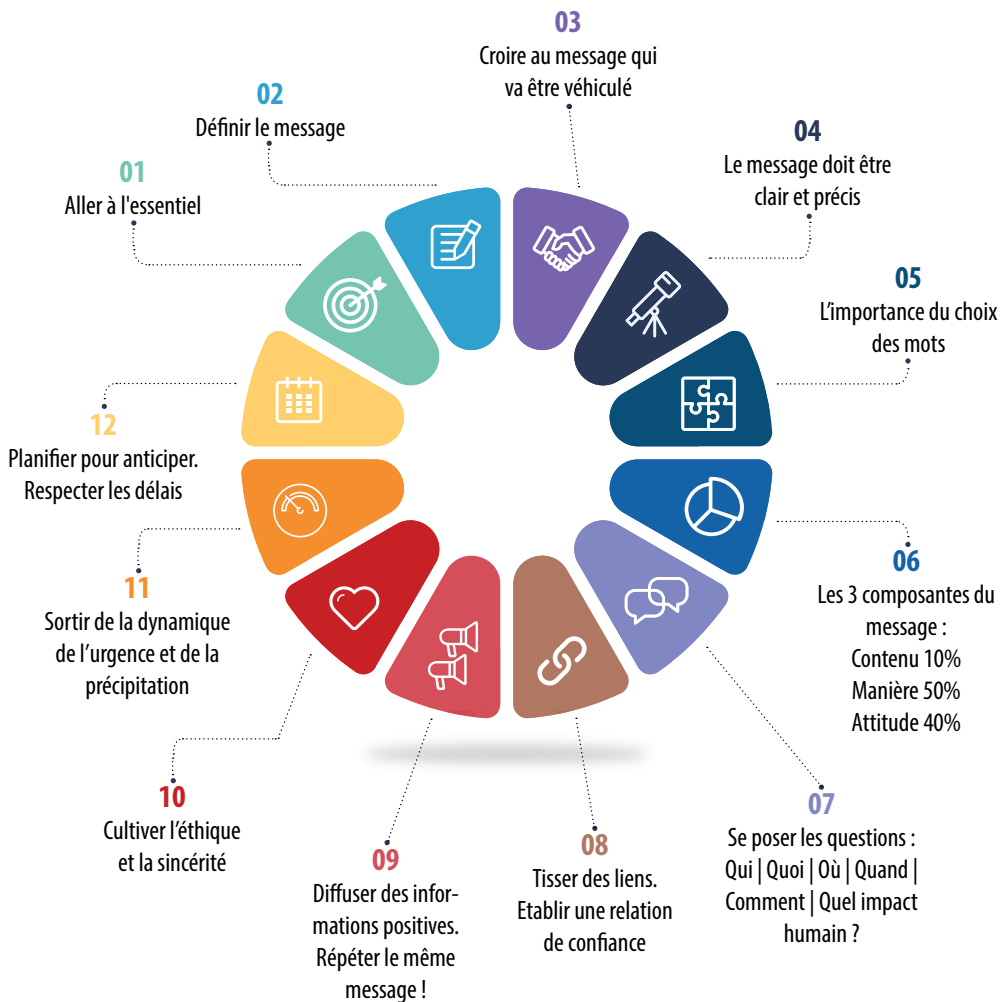 01
Aller à l'essentiel
02
Définir le message
03
Croire au message qui
va être véhiculé
04
Le message doit être
clair et précis
05
L’importance du choix
des mots
06
Les 3 composantes du
message :
Contenu 10%
Manière 50%
Attitude 40%
07
Se poser les questions :
Qui | Quoi | Où | Quand |
Comment | Quel impact
humain ?
08
Tisser des liens.
Etablir une relation
de confiance
09
Diffuser des infor-
mations positives.
Répéter le même
message !
10
Cultiver l’éthique
et la sincérité
11
Sortir de la dynamique
de l’urgence et de la
précipitation
12
Planifier pour anticiper.
Respecter les délais